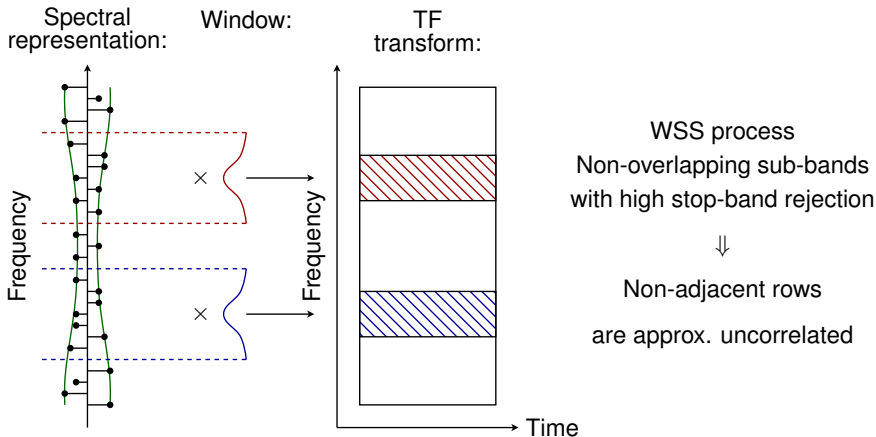 Spectral
representation:
Window:
TF
transform:
Frequency
×
×
Frequency
Time
WSS process
Non-overlapping sub-bands
with high stop-band rejection
⇓
Non-adjacent rows
are approx. uncorrelated